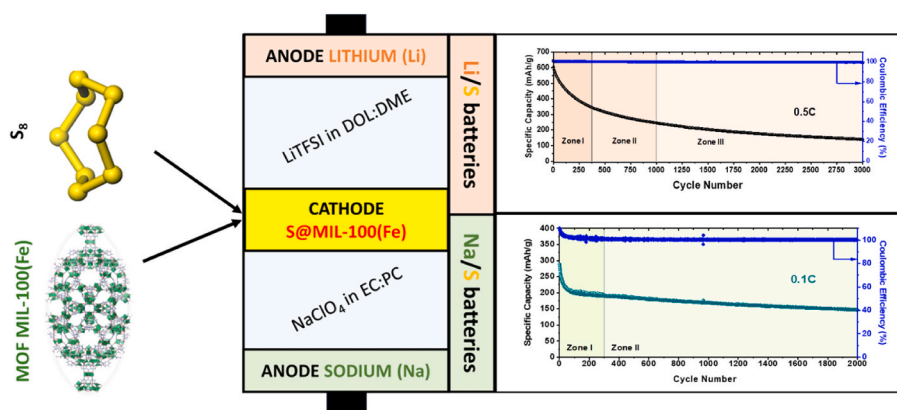 S8
MOF MIL-100(Fe)
ANODE LITHIUM (Li)
LiTFSI in DOL:DME
CATHODE
S@MIL-100(Fe)
NaClO4 in EC:PC
ANODE SODIUM (Na)
Li/S batteries
Na/S batteries
Specific Capacity (mAh/g)
700
600
500
400
300
200
100
0
Zone I
Zone II
Zone III
0.5C
100
80
60
40
20
0
Coulombic Efficiency (%)
0 250 500 750 1000 1250 1500 1750 2000 2250 2500 2750 3000
Cycle Number
Specific Capacity (mAh/g)
400
350
300
250
200
150
100
50
0
Zone I
Zone II
0.1C
100
80
60
40
20
0
Coulombic Efficiency (%)
0 200 400 600 800 1000 1200 1400 1600 1800 2000
Cycle Number